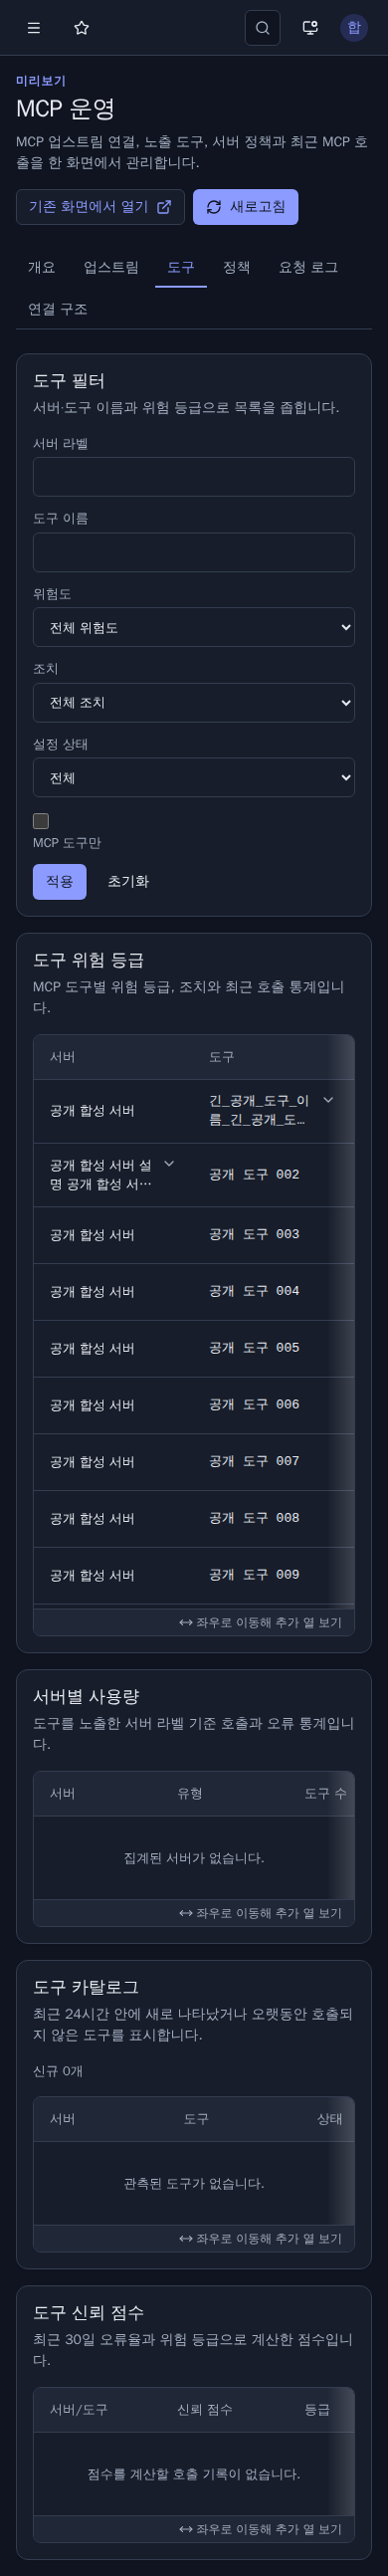 합
미리보기
MCP 운영
MCP 업스트림 연결, 노출 도구, 서버 정책과 최근 MCP 호
출을 한 화면에서 관리합니다.
기존 화면에서 열기
새로고침
개요 업스트림 도구 정책 요청 로그
연결 구조
도구 필터
서버·도구 이름과 위험 등급으로 목록을 좁힙니다.
서버 라벨
도구 이름
위험도
전체 위험도
조치
전체 조치
설정 상태
전체
MCP 도구만
적용 초기화
도구 위험 등급
MCP 도구별 위험 등급, 조치와 최근 호출 통계입니
다.
서버 도구
공개 합성 서버 긴_공개_도구_이
름_긴_공개_도…
공개 합성 서버 설
명 공개 합성 서… 공개 도구 002
공개 합성 서버 공개 도구 003
공개 합성 서버 공개 도구 004
공개 합성 서버 공개 도구 005
공개 합성 서버 공개 도구 006
공개 합성 서버 공개 도구 007
공개 합성 서버 공개 도구 008
공개 합성 서버 공개 도구 009
좌우로 이동해 추가 열 보기
서버별 사용량
도구를 노출한 서버 라벨 기준 호출과 오류 통계입니
다.
서버 유형 도구 수
집계된 서버가 없습니다.
좌우로 이동해 추가 열 보기
도구 카탈로그
최근 24시간 안에 새로 나타났거나 오랫동안 호출되
지 않은 도구를 표시합니다.
신규 0개
서버 도구 상태
관측된 도구가 없습니다.
좌우로 이동해 추가 열 보기
도구 신뢰 점수
최근 30일 오류율과 위험 등급으로 계산한 점수입니
다.
서버/도구 신뢰 점수 등급
점수를 계산할 호출 기록이 없습니다.
좌우로 이동해 추가 열 보기